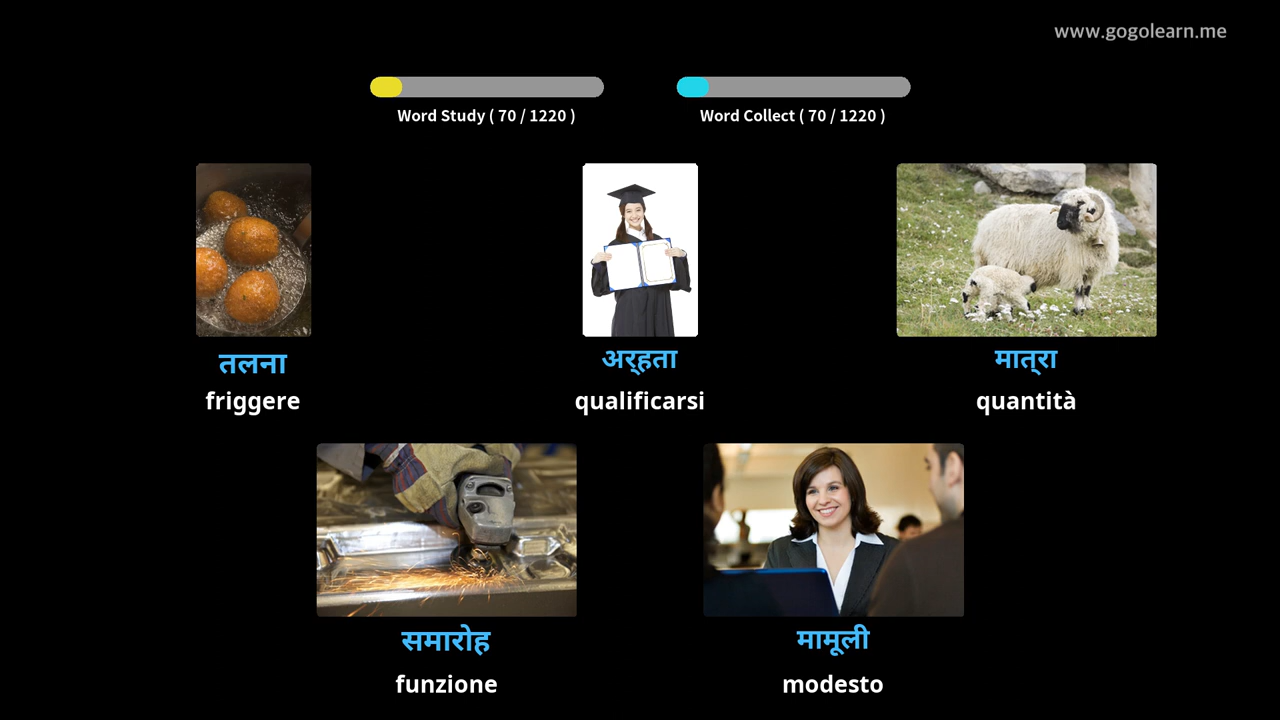 www.gogolearn.me
Word Study ( 70 / 1220 )
Word Collect ( 70 / 1220 )
तलना
friggere
अर्हता
qualificarsi
मात्रा
quantità
समारोह
funzione
मामूली
modesto